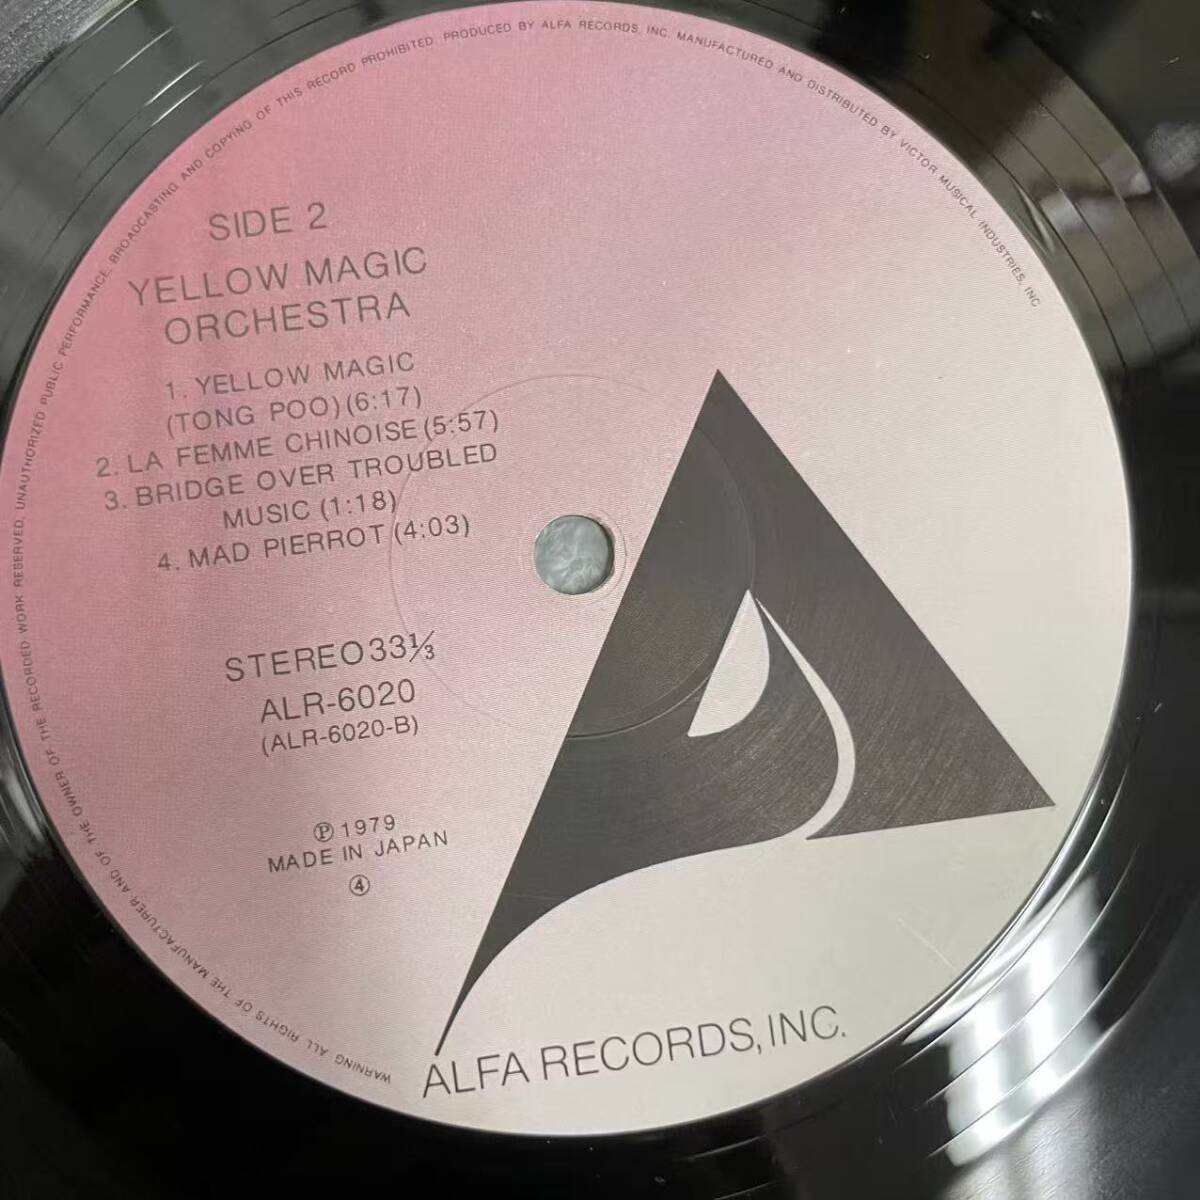 SIDE 2
YELLOW MAGIC
ORCHESTRA
1. YELLOW MAGIC
(TONG POO)(6:17)
2. LA FEMME CHINOISE(5:57)
3. BRIDGE OVER TROUBLED
MUSIC(1:18)
4. MAD PIERROT(4:03)
STEREO33⅓
ALR-6020
(ALR-6020-B)
Ⓟ1979
MADE IN JAPAN
④
ALFA RECORDS, INC.
WARNING. ALL RIGHTS OF THE MANUFACTURER AND OF THE OWNER OF THE RECORDED WORK RESERVED. UNAUTHORIZED PUBLIC PERFORMANCE, BROADCASTING AND COPYING OF THIS RECORD PROHIBITED. PRODUCED BY ALFA RECORDS, INC. MANUFACTURED AND DISTRIBUTED BY VICTOR MUSICAL INDUSTRIES, INC